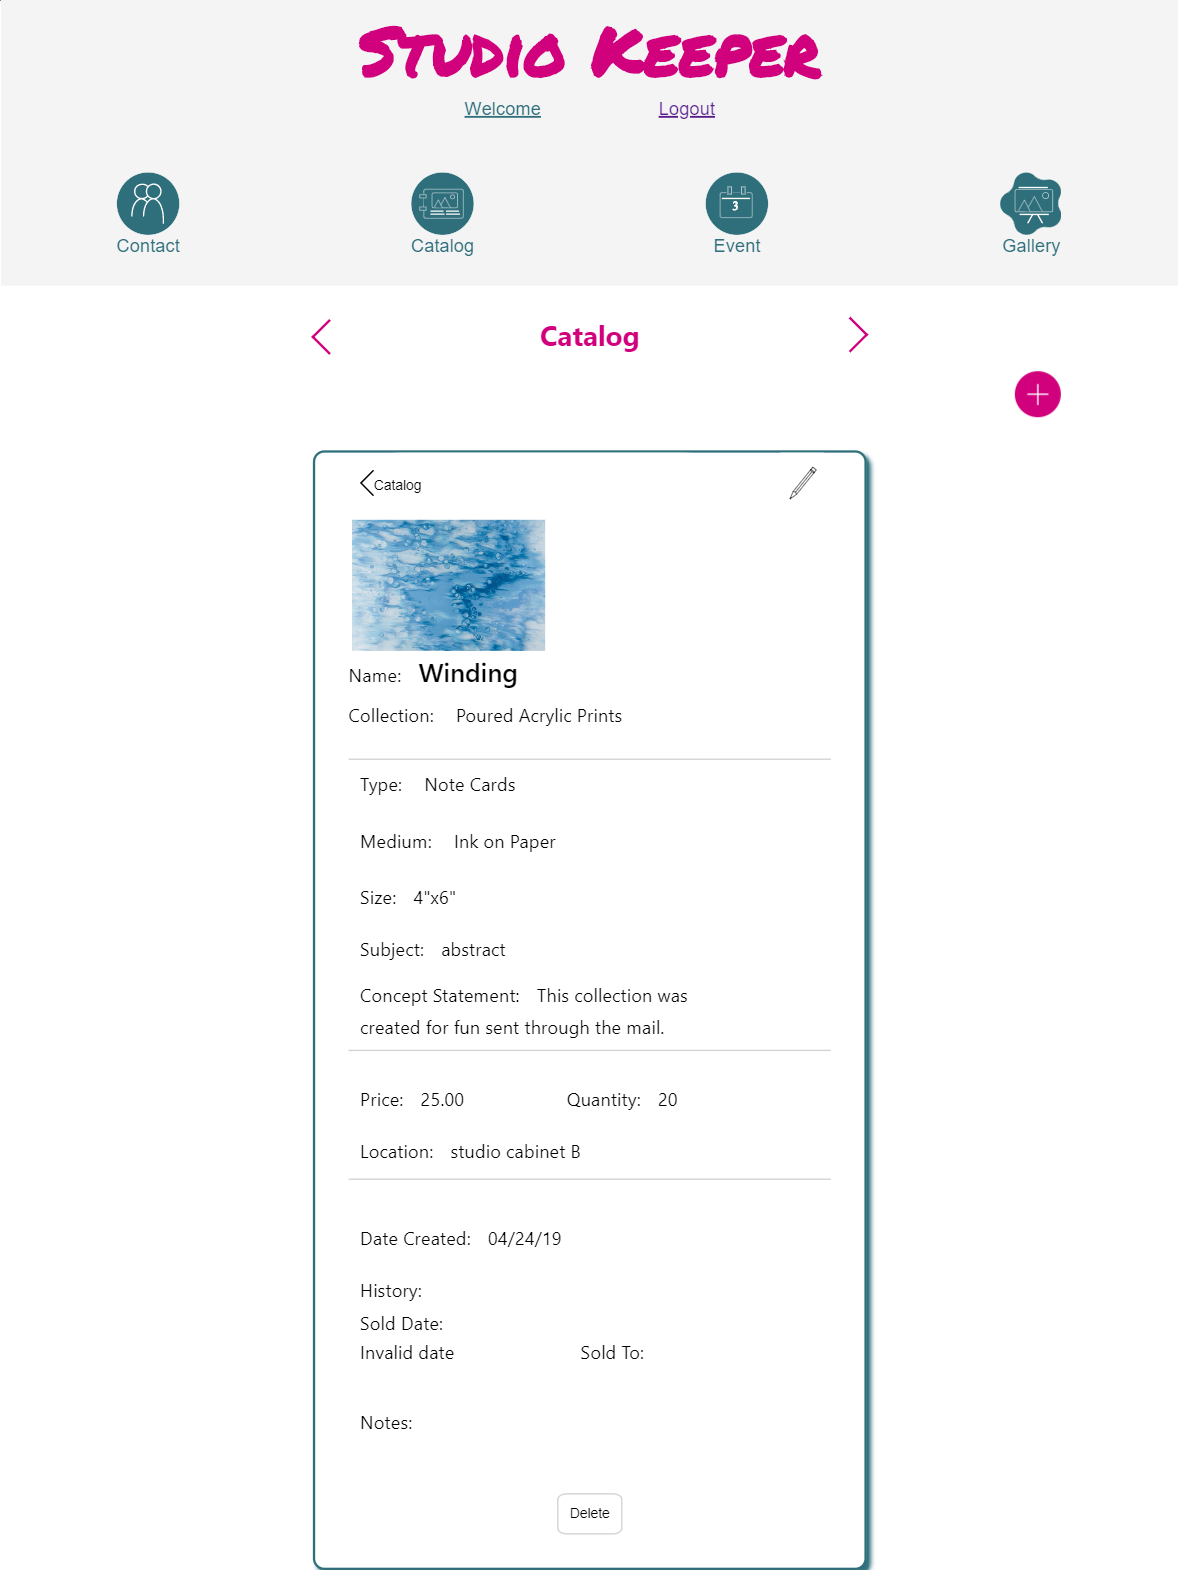 Studio Keeper
Welcome Logout
3
Contact Catalog Event Gallery
Catalog
Catalog
Name: Winding
Collection: Poured Acrylic Prints
Type: Note Cards
Medium: Ink on Paper
Size: 4"x6"
Subject: abstract
Concept Statement: This collection was
created for fun sent through the mail.
Price: 25.00 Quantity: 20
Location: studio cabinet B
Date Created: 04/24/19
History:
Sold Date:
Invalid date Sold To:
Notes:
Delete